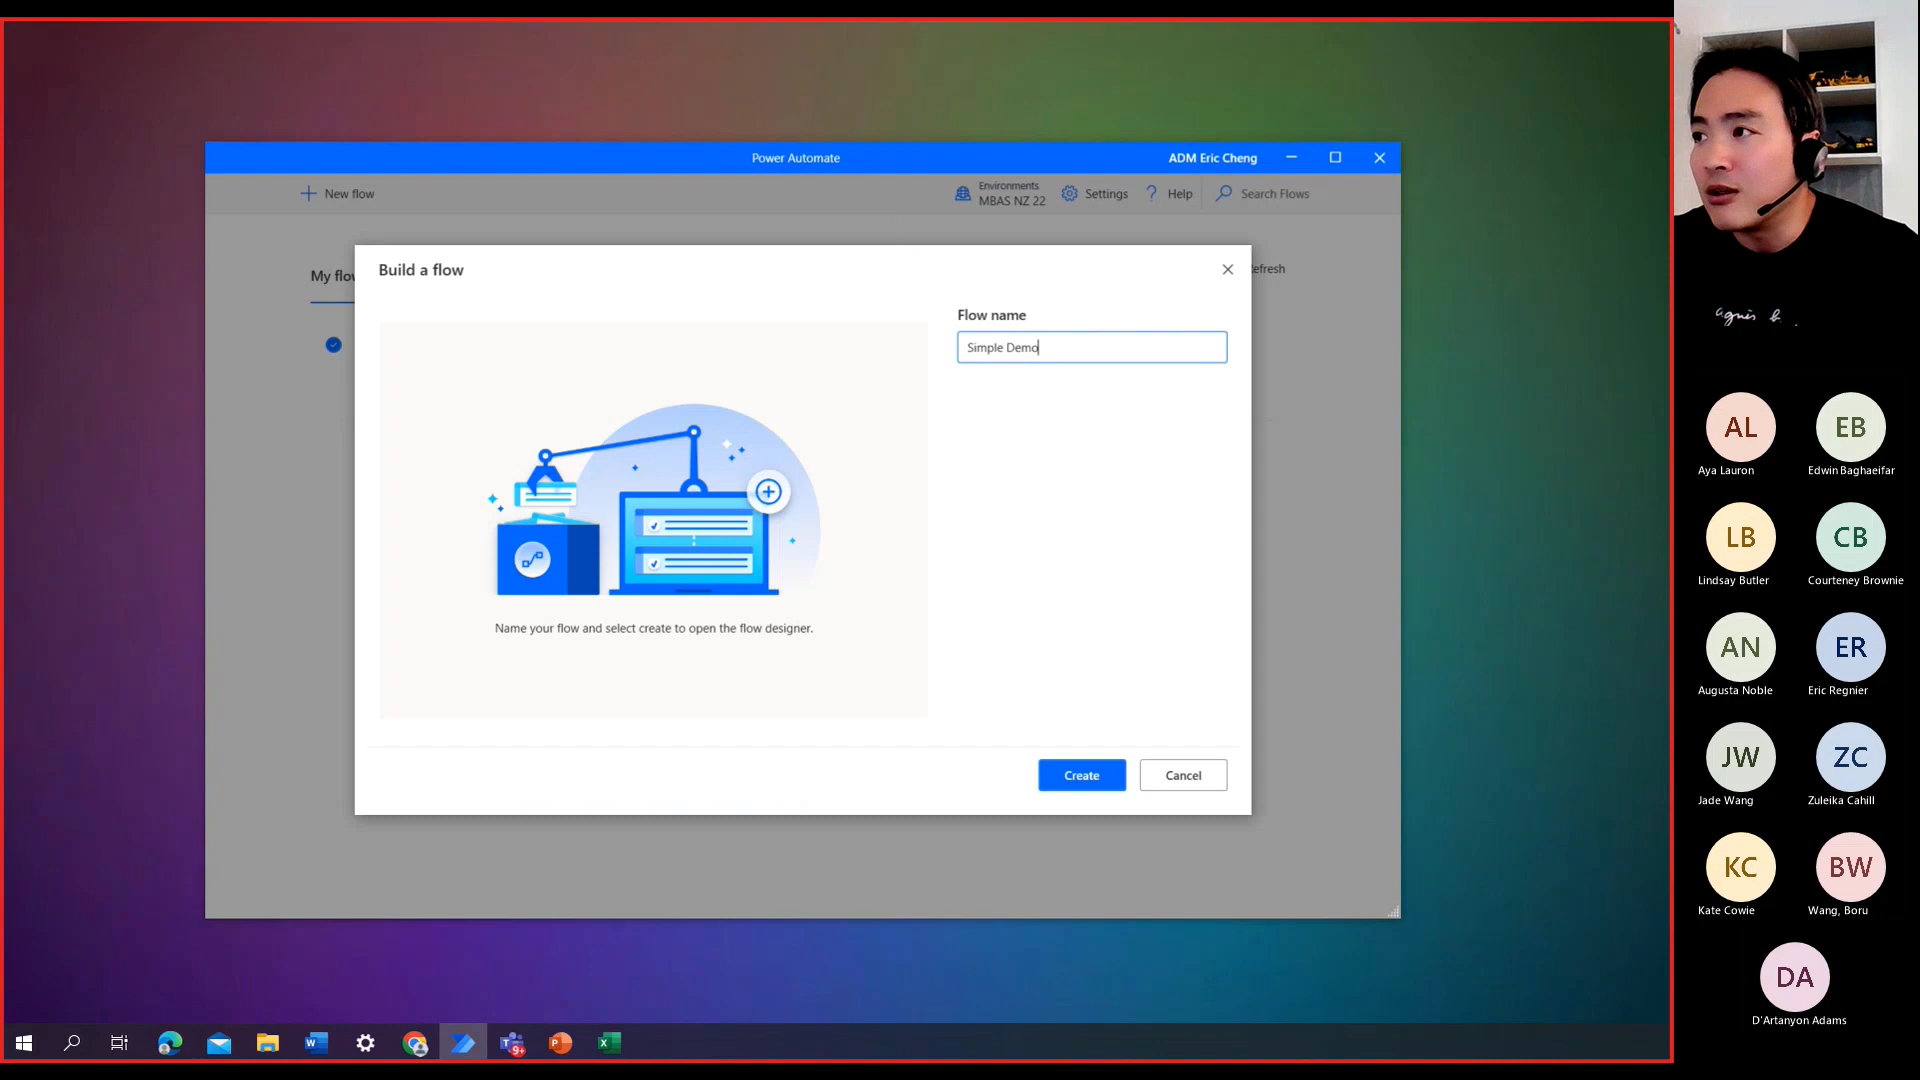 Power Automate
ADM Eric Cheng
New flow
Environments
MBAS NZ 22
Settings
Help
Search Flows
Build a flow
My flow
efresh
Flow name
Simple Demo
Name your flow and select create to open the flow designer.
Create
Cancel
agnès b.
AL
EB
Aya Lauron
Edwin Baghaeifar
LB
CB
Lindsay Butler
Courteney Brownie
AN
ER
Augusta Noble
Eric Regnier
JW
ZC
Jade Wang
Zuleika Cahill
KC
BW
Kate Cowie
Wang, Boru
DA
D'Artanyon Adams
W
T
9+
P
X